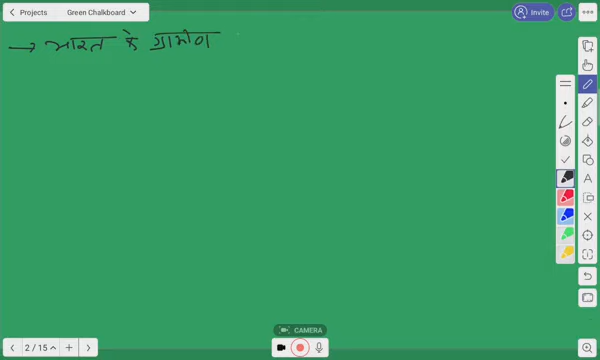 Projects
Green Chalkboard
Invite
→ भारत के ग्रामीण
A
2 / 15
CAMERA